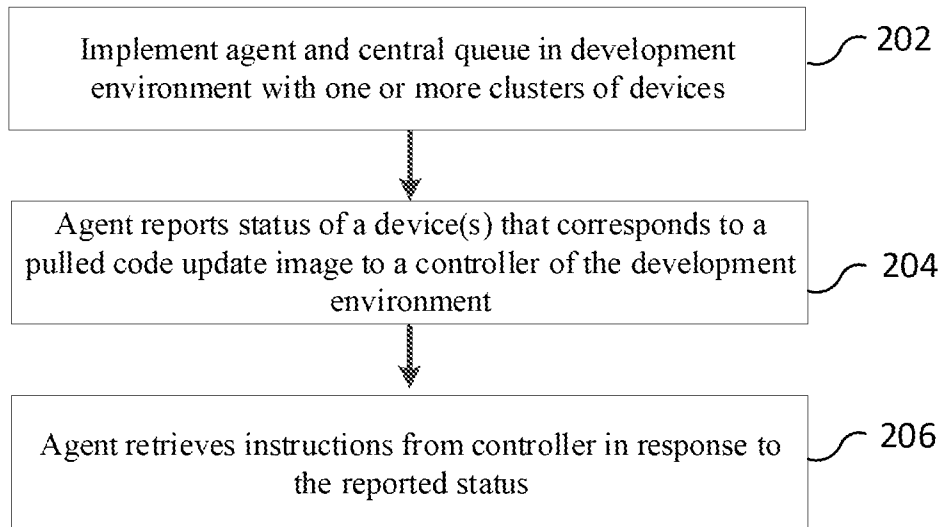 Implement agent and central queue in development
environment with one or more clusters of devices
202
Agent reports status of a device(s) that corresponds to a
pulled code update image to a controller of the development
environment
204
Agent retrieves instructions from controller in response to
the reported status
206